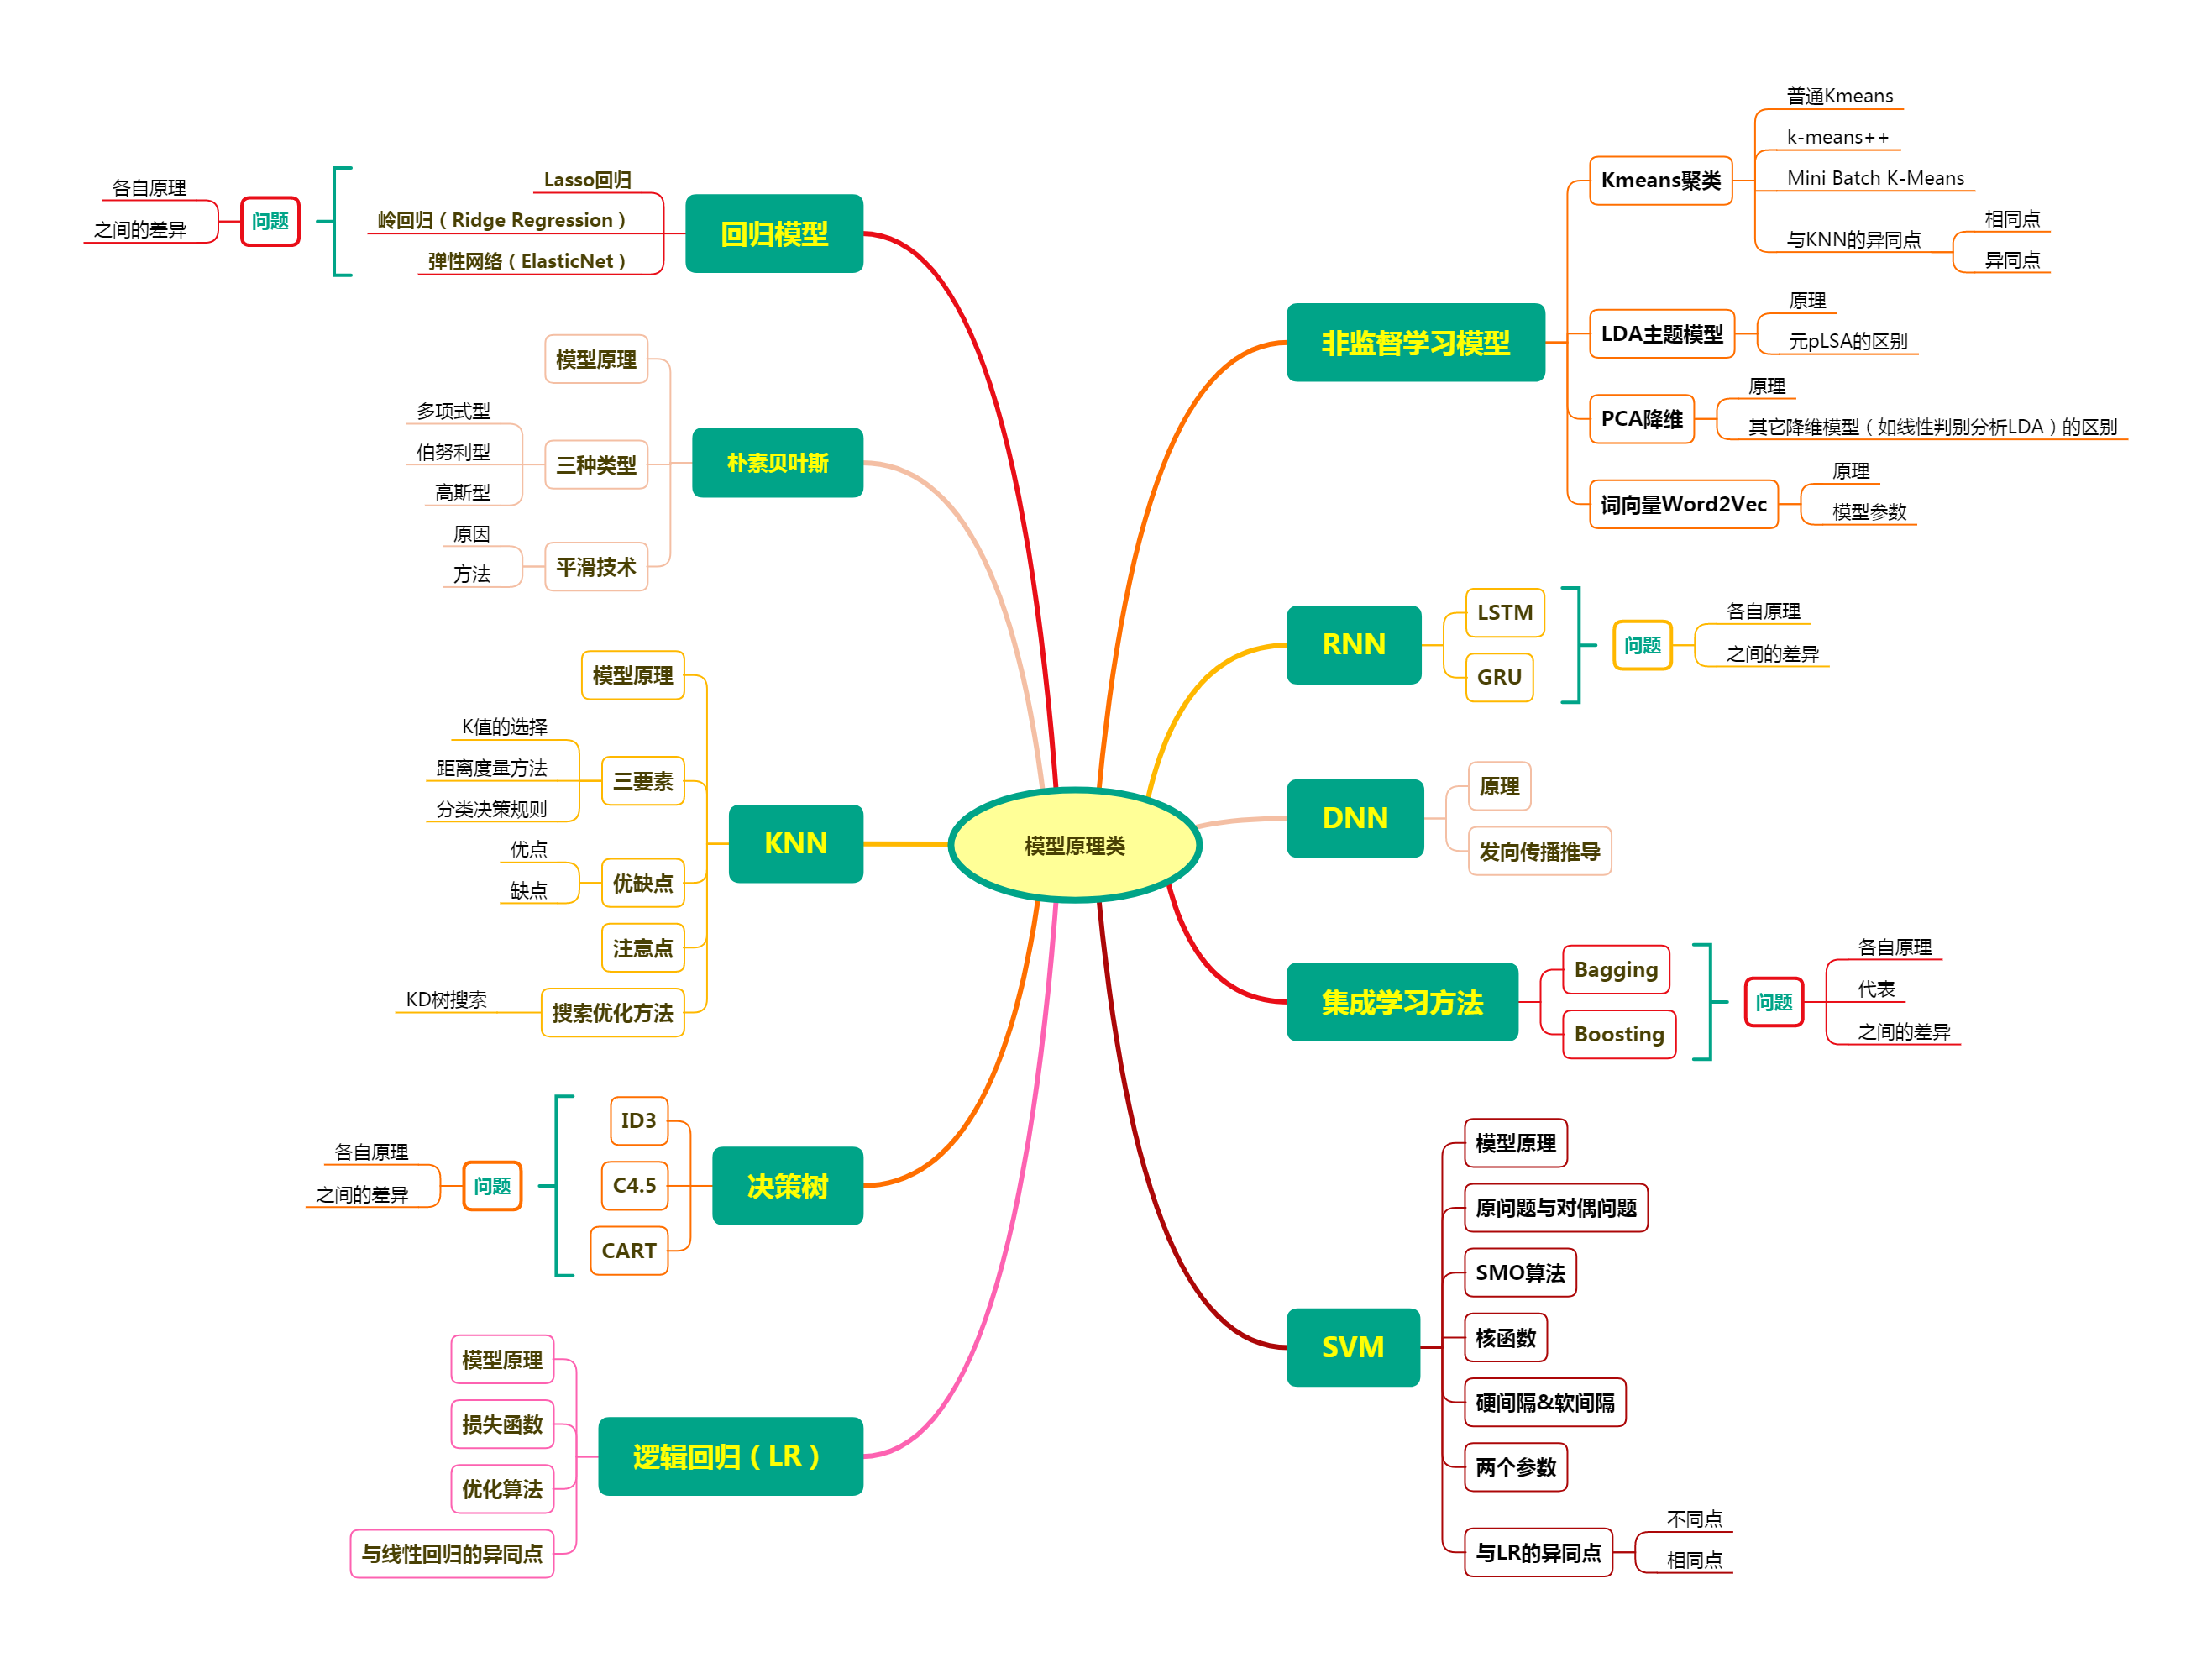 模型原理类
回归模型
Lasso回归
岭回归（Ridge Regression）
弹性网络（ElasticNet）
问题
各自原理
之间的差异
朴素贝叶斯
模型原理
三种类型
多项式型
伯努利型
高斯型
平滑技术
原因
方法
KNN
模型原理
三要素
K值的选择
距离度量方法
分类决策规则
优缺点
优点
缺点
注意点
搜索优化方法
KD树搜索
决策树
ID3
C4.5
CART
问题
各自原理
之间的差异
逻辑回归（LR）
模型原理
损失函数
优化算法
与线性回归的异同点
非监督学习模型
Kmeans聚类
普通Kmeans
k-means++
Mini Batch K-Means
与KNN的异同点
相同点
异同点
LDA主题模型
原理
元pLSA的区别
PCA降维
原理
其它降维模型（如线性判别分析LDA）的区别
词向量Word2Vec
原理
模型参数
RNN
LSTM
GRU
问题
各自原理
之间的差异
DNN
原理
发向传播推导
集成学习方法
Bagging
Boosting
问题
各自原理
代表
之间的差异
SVM
模型原理
原问题与对偶问题
SMO算法
核函数
硬间隔&软间隔
两个参数
与LR的异同点
不同点
相同点